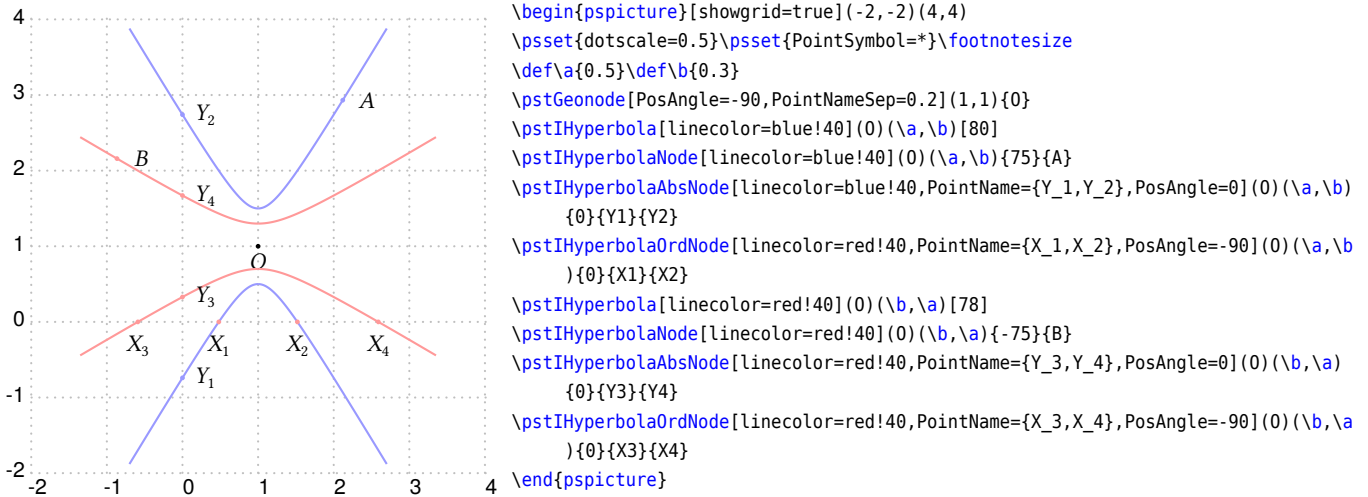 4
3
2
1
0
-1
-2
-2 -1 0 1 2 3 4
A
Y₂
B
Y₄
O
Y₃
X₃ X₁ X₂ X₄
Y₁
\begin{pspicture}[showgrid=true](-2,-2)(4,4)
\psset{dotscale=0.5}\psset{PointSymbol=*}\footnotesize
\def\a{0.5}\def\b{0.3}
\pstGeonode[PosAngle=-90,PointNameSep=0.2](1,1){O}
\pstIHyperbola[linecolor=blue!40](O)(\a,\b)[80]
\pstIHyperbolaNode[linecolor=blue!40](O)(\a,\b){75}{A}
\pstIHyperbolaAbsNode[linecolor=blue!40,PointName={Y_1,Y_2},PosAngle=0](O)(\a,\b)
{0}{Y1}{Y2}
\pstIHyperbolaOrdNode[linecolor=red!40,PointName={X_1,X_2},PosAngle=-90](O)(\a,\b
){0}{X1}{X2}
\pstIHyperbola[linecolor=red!40](O)(\b,\a)[78]
\pstIHyperbolaNode[linecolor=red!40](O)(\b,\a){-75}{B}
\pstIHyperbolaAbsNode[linecolor=red!40,PointName={Y_3,Y_4},PosAngle=0](O)(\b,\a)
{0}{Y3}{Y4}
\pstIHyperbolaOrdNode[linecolor=red!40,PointName={X_3,X_4},PosAngle=-90](O)(\b,\a
){0}{X3}{X4}
\end{pspicture}